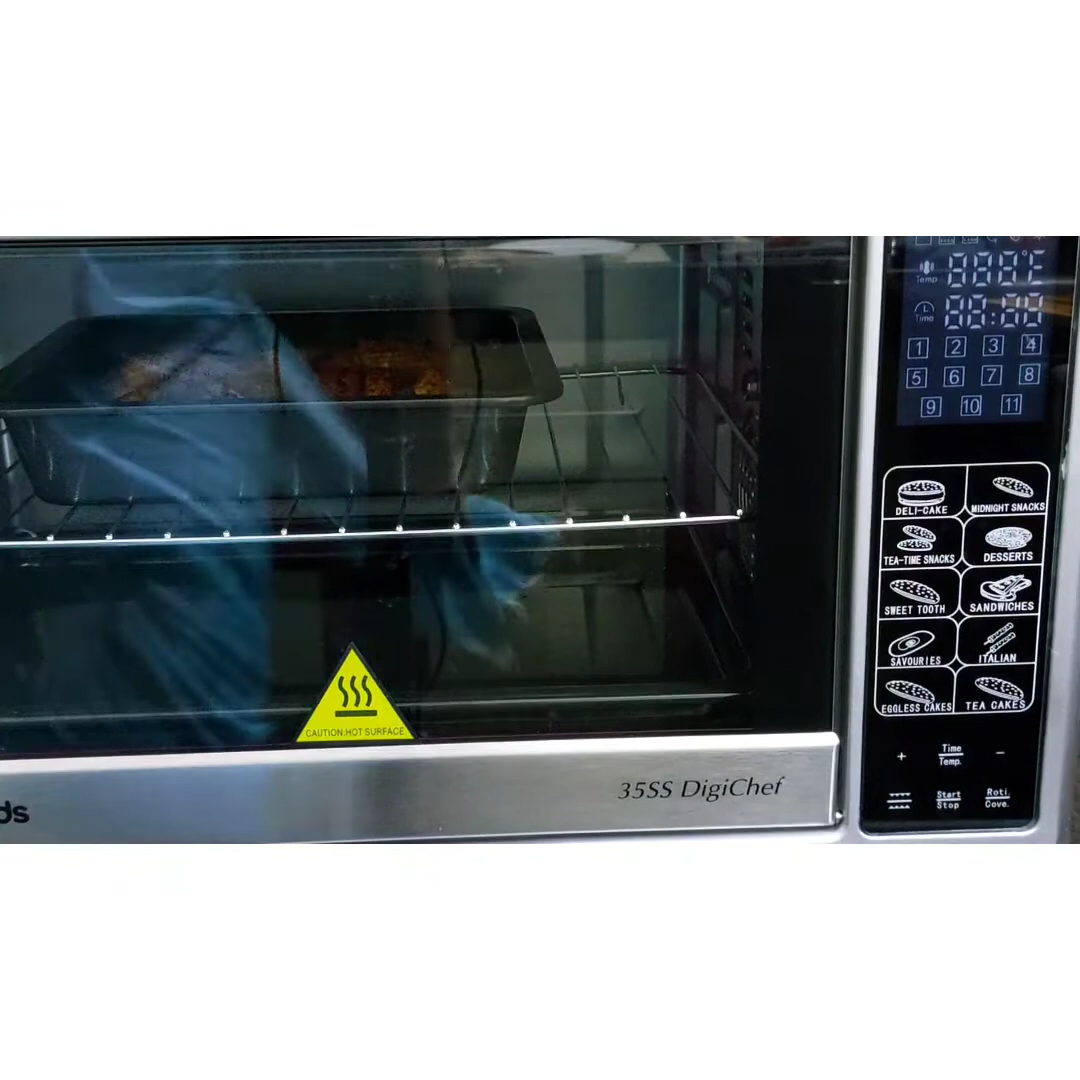 Temp
888°E
Time
88:88
1 2 3 4
5 6 7 8
9 10 11
DELI-CAKE
MIDNIGHT SNACKS
TEA-TIME SNACKS
DESSERTS
SWEET TOOTH
SANDWICHES
SAVOURIES
ITALIAN
EGGLESS CAKES
TEA CAKES
+ Time -
Temp.
Start
Stop
Roti.
Cove.
CAUTION:HOT SURFACE
35SS DigiChef
ds